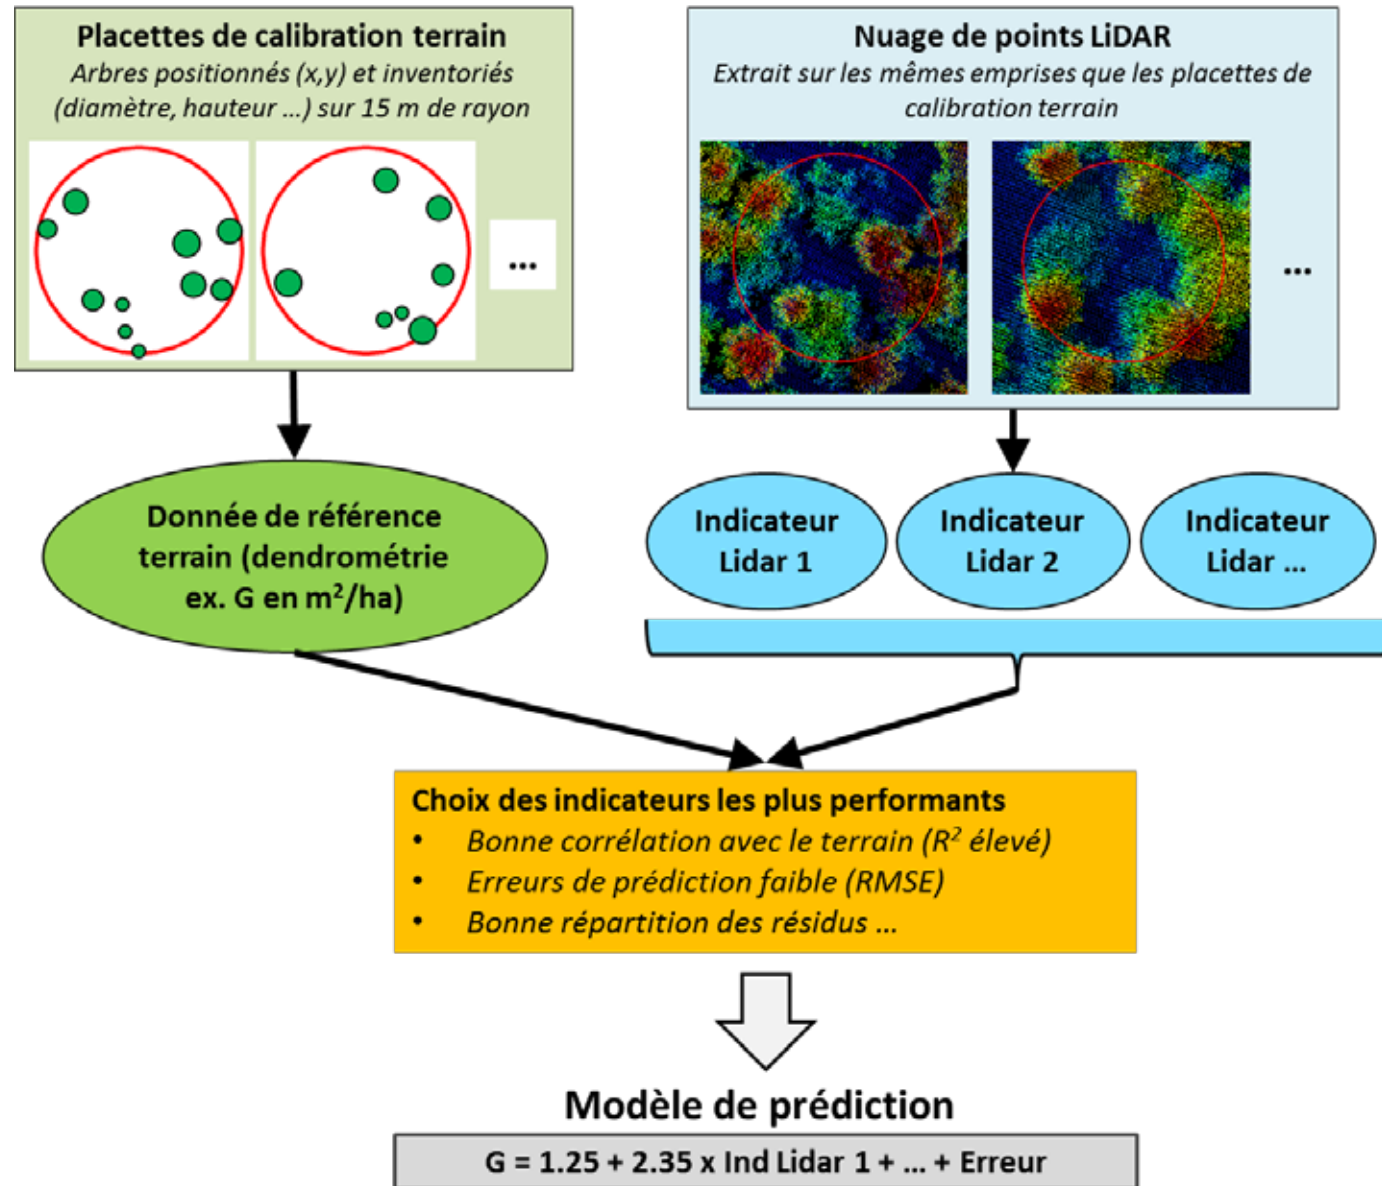 Placettes de calibration terrain
Arbres positionnés (x,y) et inventoriés
(diamètre, hauteur ...) sur 15 m de rayon
...
Nuage de points LiDAR
Extrait sur les mêmes emprises que les placettes de
calibration terrain
...
Donnée de référence
terrain (dendrométrie
ex. G en m²/ha)
Indicateur
Lidar 1
Indicateur
Lidar 2
Indicateur
Lidar ...
Choix des indicateurs les plus performants
• Bonne corrélation avec le terrain (R² élevé)
• Erreurs de prédiction faible (RMSE)
• Bonne répartition des résidus ...
Modèle de prédiction
G = 1.25 + 2.35 x Ind Lidar 1 + ... + Erreur